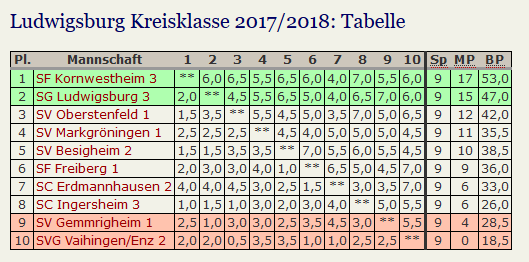 Ludwigsburg Kreisklasse 2017/2018: Tabelle
Pl. Mannschaft 1 2 3 4 5 6 7 8 9 10 Sp MP BP
1 SF Kornwestheim 3 ** 6,0 6,5 5,5 6,5 6,0 4,0 7,0 5,5 6,0 9 17 53,0
2 SG Ludwigsburg 3 2,0 ** 4,5 5,5 6,5 5,0 4,0 6,5 7,0 6,0 9 15 47,0
3 SV Oberstenfeld 1 1,5 3,5 ** 5,5 4,5 5,0 3,5 7,0 5,0 6,5 9 12 42,0
4 SV Markgröningen 1 2,5 2,5 2,5 ** 4,5 4,0 5,0 5,0 5,0 4,5 9 11 35,5
5 SV Besigheim 2 1,5 1,5 3,5 3,5 ** 7,0 5,5 6,0 5,5 4,5 9 10 38,5
6 SF Freiberg 1 2,0 3,0 3,0 4,0 1,0 ** 6,5 5,0 4,5 7,0 9 9 36,0
7 SC Erdmannhausen 2 4,0 4,0 4,5 3,0 2,5 1,5 ** 3,0 3,5 7,0 9 6 33,0
8 SC Ingersheim 3 1,0 1,5 1,0 3,0 2,0 3,0 4,0 ** 5,0 5,5 9 6 26,0
9 SV Gemmrigheim 1 2,5 1,0 3,0 3,0 2,5 3,5 4,5 3,0 ** 5,5 9 4 28,5
10 SVG Vaihingen/Enz 2 2,0 2,0 0,5 3,5 3,5 1,0 1,0 2,5 2,5 ** 9 0 18,5